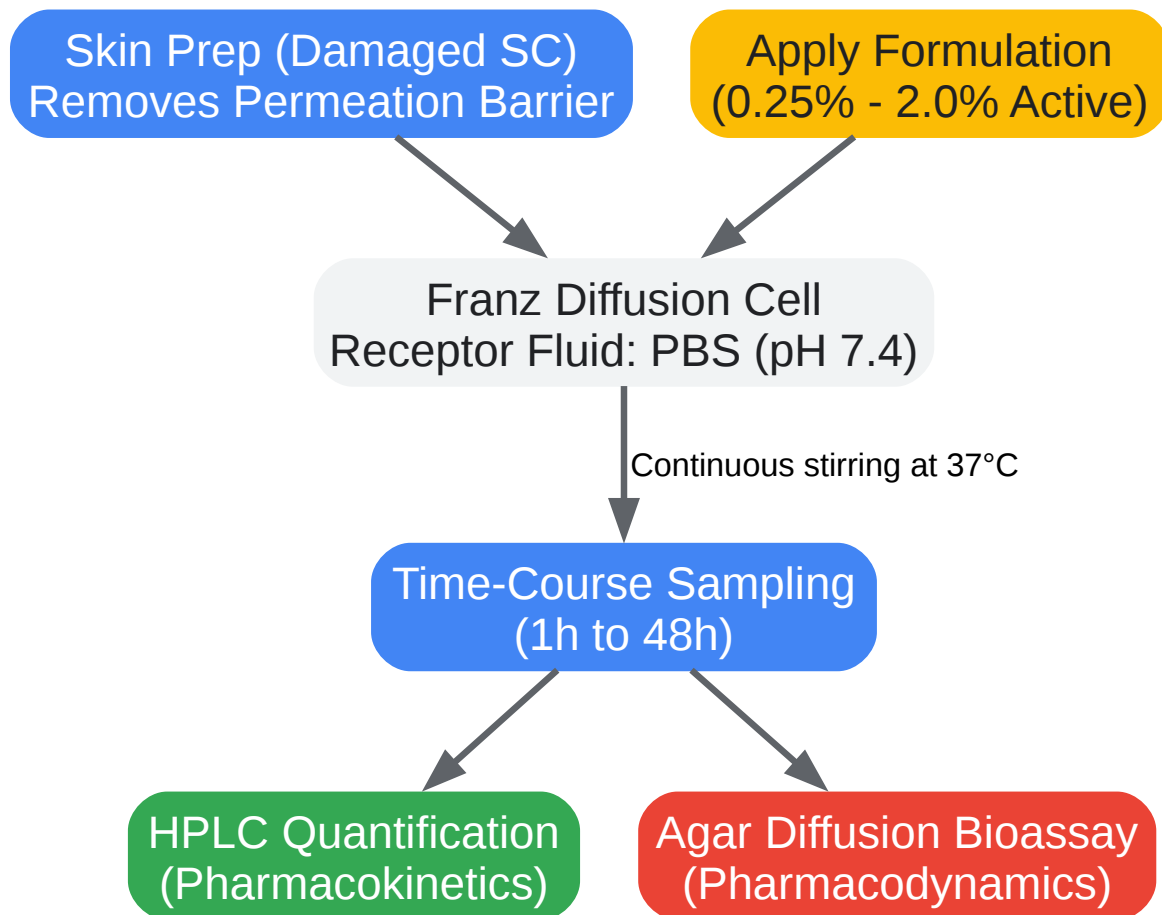 Skin Prep (Damaged SC)
Removes Permeation Barrier
Apply Formulation
(0.25% - 2.0% Active)
Franz Diffusion Cell
Receptor Fluid: PBS (pH 7.4)
Continuous stirring at 37°C
Time-Course Sampling
(1h to 48h)
HPLC Quantification
(Pharmacokinetics)
Agar Diffusion Bioassay
(Pharmacodynamics)